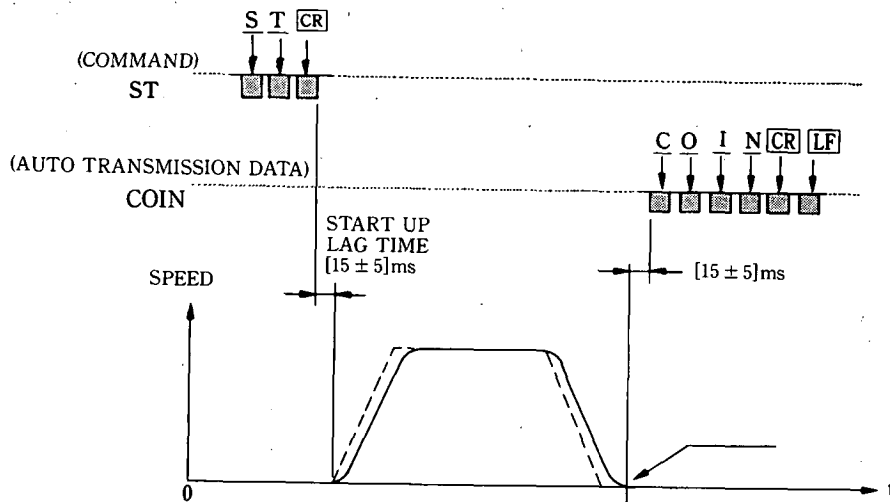 S T CR
(COMMAND)
ST
C O I N CR LF
(AUTO TRANSMISSION DATA)
COIN
START UP
LAG TIME
[15 ± 5]ms
[15 ± 5]ms
SPEED
0